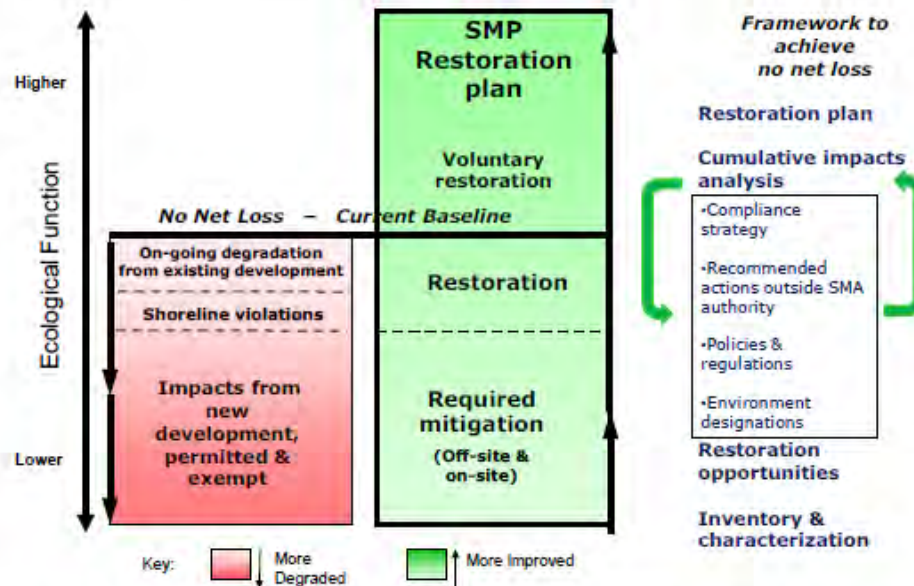 Higher
Ecological Function
Lower
SMP
Restoration
plan
Voluntary
restoration
No Net Loss – Current Baseline
On-going degradation
from existing development
Shoreline violations
Impacts from
new
development,
permitted &
exempt
Restoration
Required
mitigation
(Off-site &
on-site)
Framework to
achieve
no net loss
Restoration plan
Cumulative impacts
analysis
•Compliance
strategy
•Recommended
actions outside SMA
authority
•Policies &
regulations
•Environment
designations
Restoration
opportunities
Inventory &
characterization
Key:
More
Degraded
More Improved